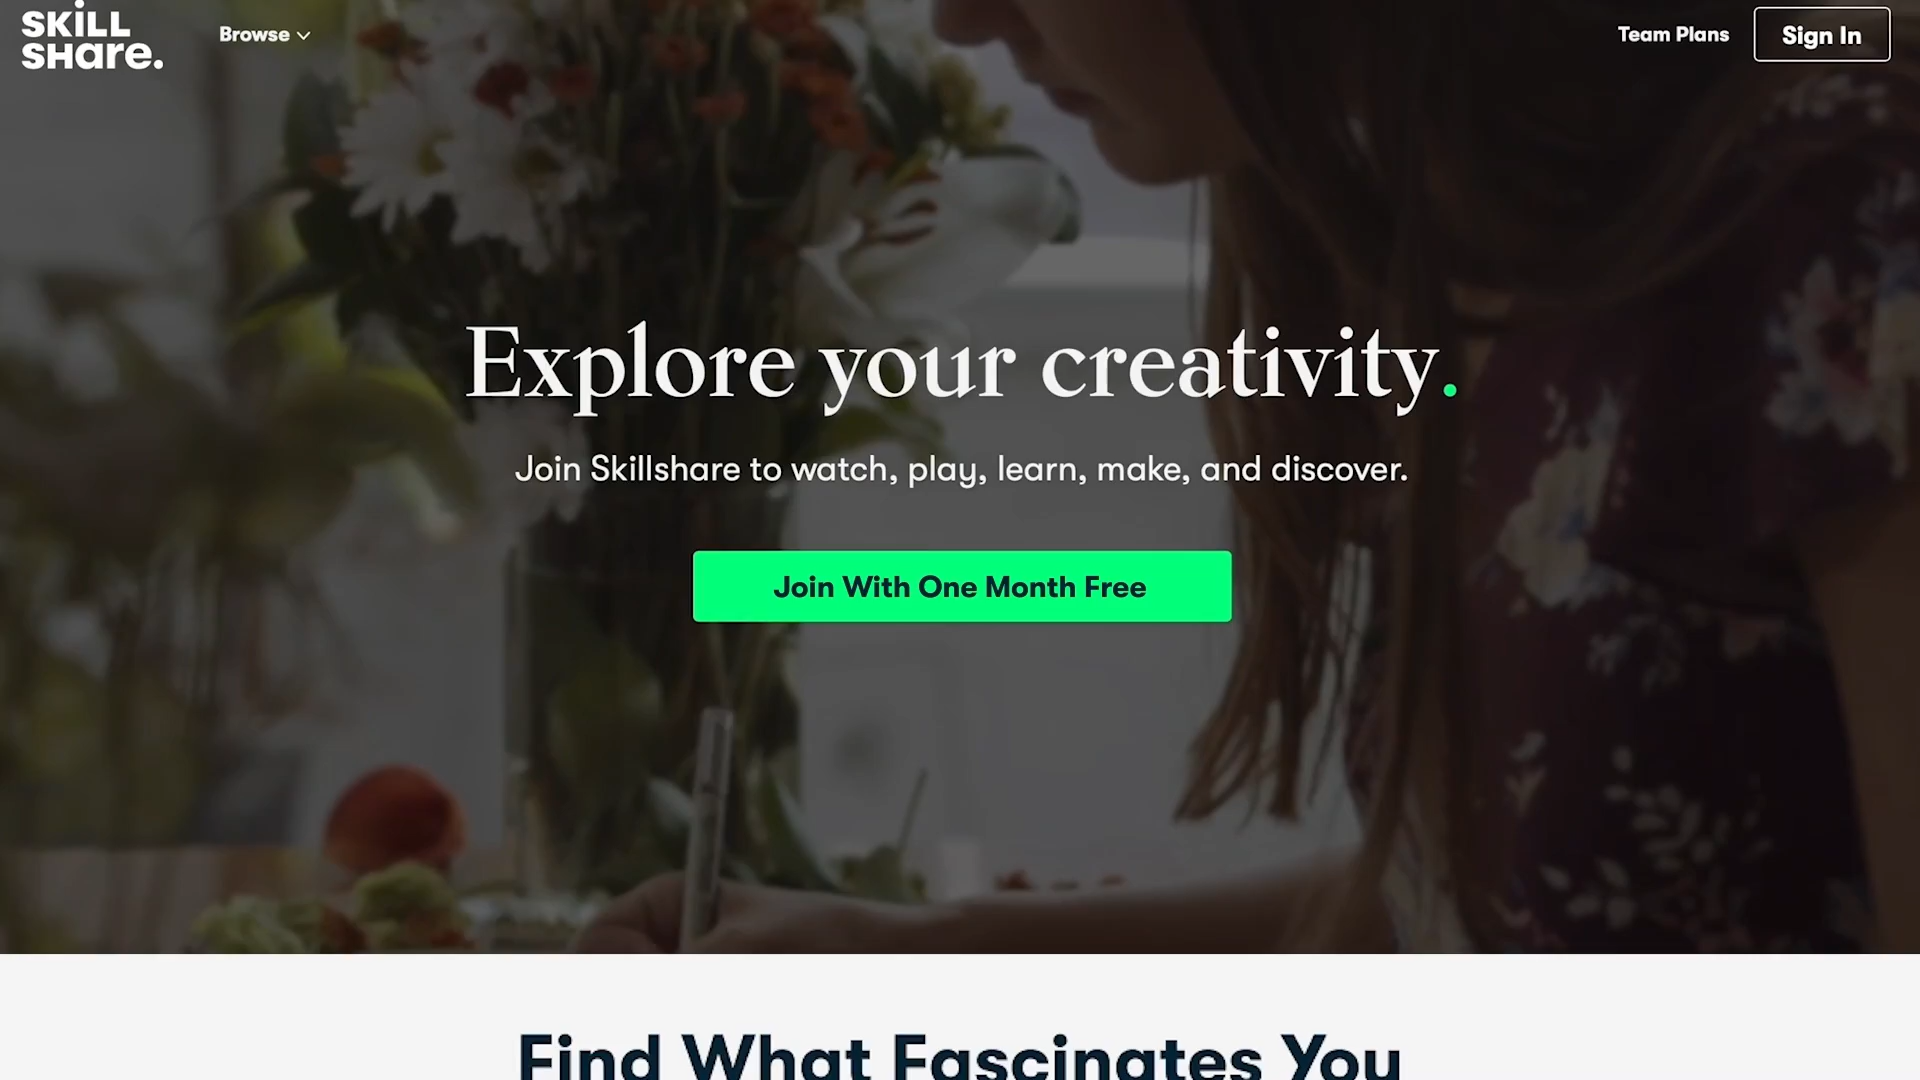 SKILL
SHare.
Browse
Team Plans
Sign In
Explore your creativity.
Join Skillshare to watch, play, learn, make, and discover.
Join With One Month Free
Find What Fascinates You